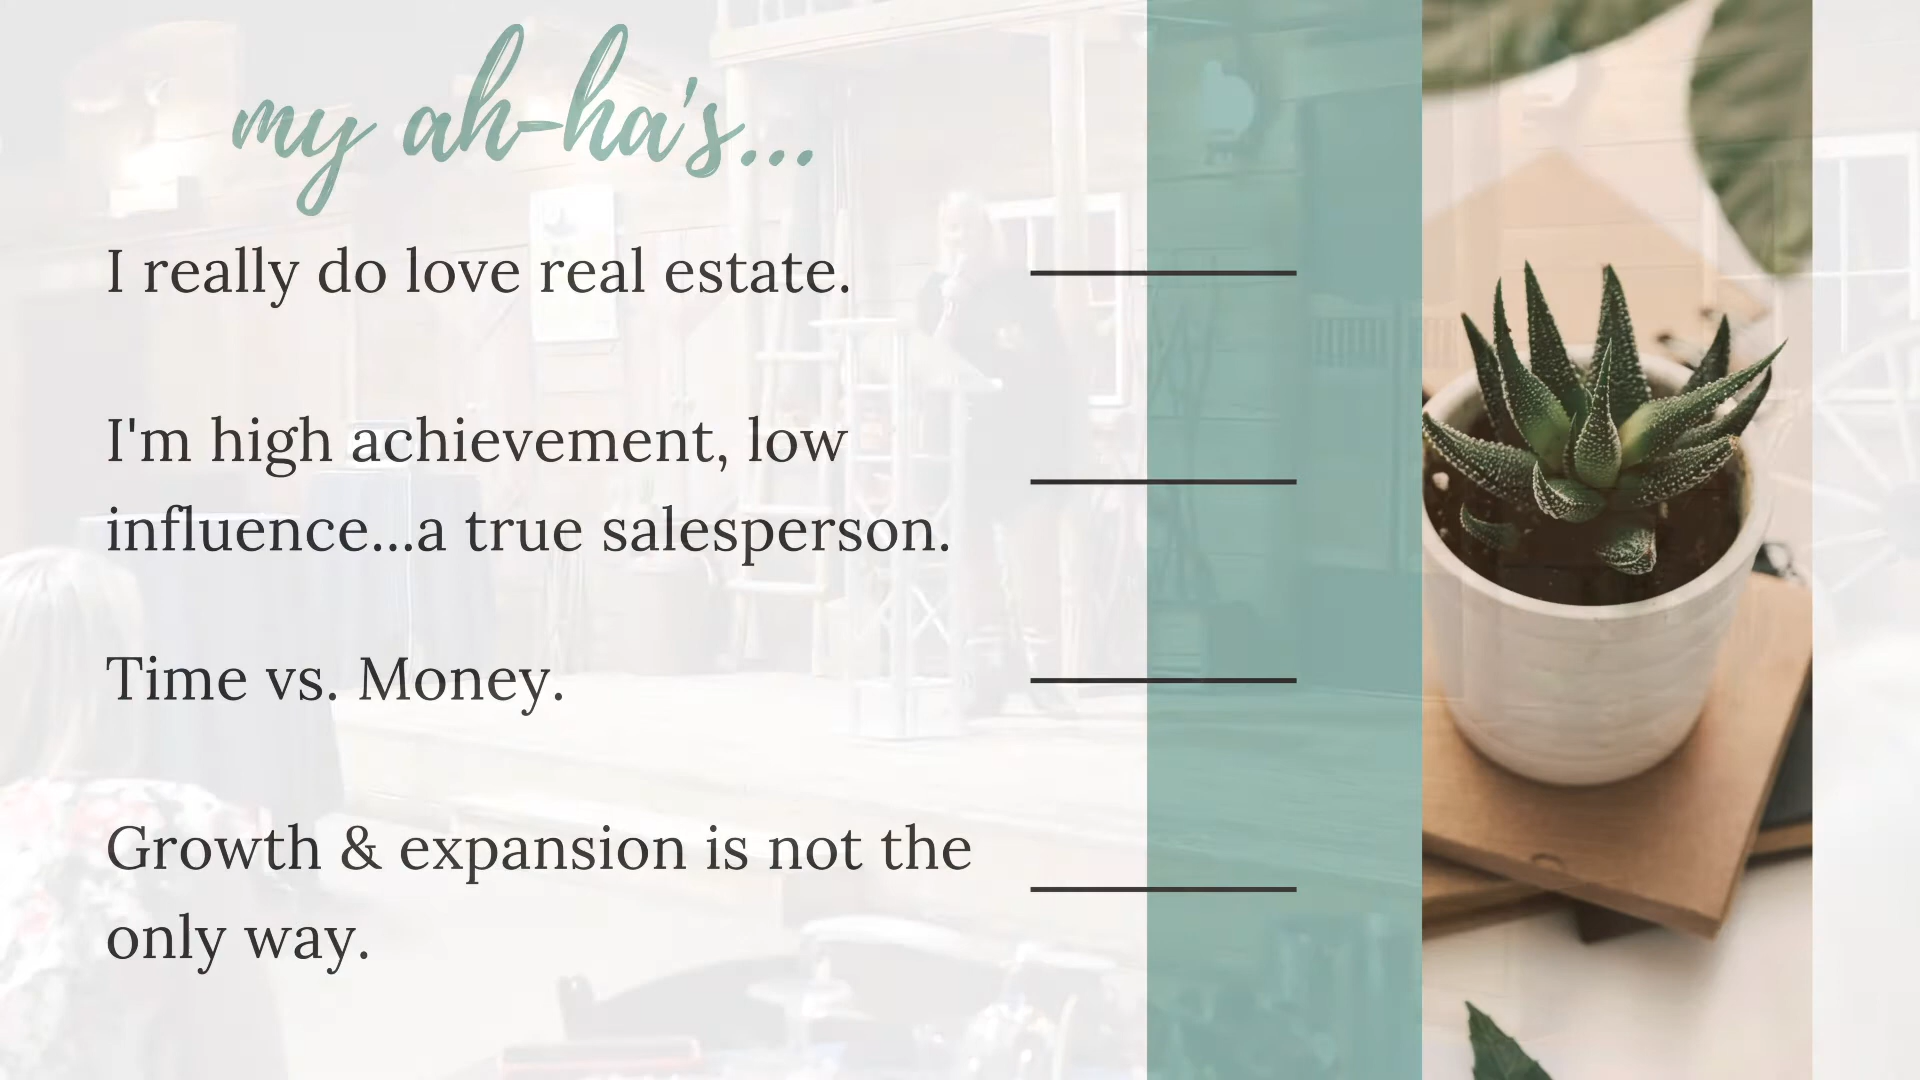 my ah-ha's...
I really do love real estate.
I'm high achievement, low
influence...a true salesperson.
Time vs. Money.
Growth & expansion is not the
only way.